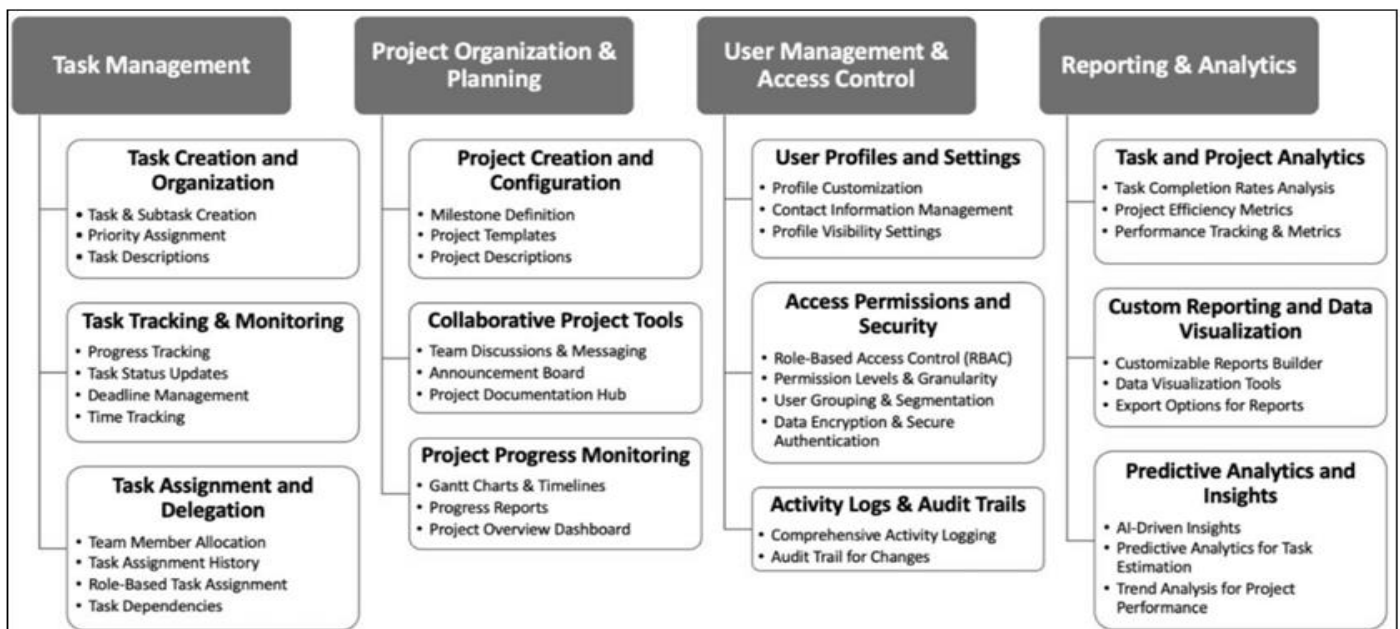 Task Management
Task Creation and
Organization
• Task & Subtask Creation
• Priority Assignment
• Task Descriptions
Task Tracking & Monitoring
• Progress Tracking
• Task Status Updates
• Deadline Management
• Time Tracking
Task Assignment and
Delegation
• Team Member Allocation
• Task Assignment History
• Role-Based Task Assignment
• Task Dependencies
Project Organization &
Planning
Project Creation and
Configuration
• Milestone Definition
• Project Templates
• Project Descriptions
Collaborative Project Tools
• Team Discussions & Messaging
• Announcement Board
• Project Documentation Hub
Project Progress Monitoring
• Gantt Charts & Timelines
• Progress Reports
• Project Overview Dashboard
User Management &
Access Control
User Profiles and Settings
• Profile Customization
• Contact Information Management
• Profile Visibility Settings
Access Permissions and
Security
• Role-Based Access Control (RBAC)
• Permission Levels & Granularity
• User Grouping & Segmentation
• Data Encryption & Secure
Authentication
Activity Logs & Audit Trails
• Comprehensive Activity Logging
• Audit Trail for Changes
Reporting & Analytics
Task and Project Analytics
• Task Completion Rates Analysis
• Project Efficiency Metrics
• Performance Tracking & Metrics
Custom Reporting and Data
Visualization
• Customizable Reports Builder
• Data Visualization Tools
• Export Options for Reports
Predictive Analytics and
Insights
• AI-Driven Insights
• Predictive Analytics for Task
Estimation
• Trend Analysis for Project
Performance